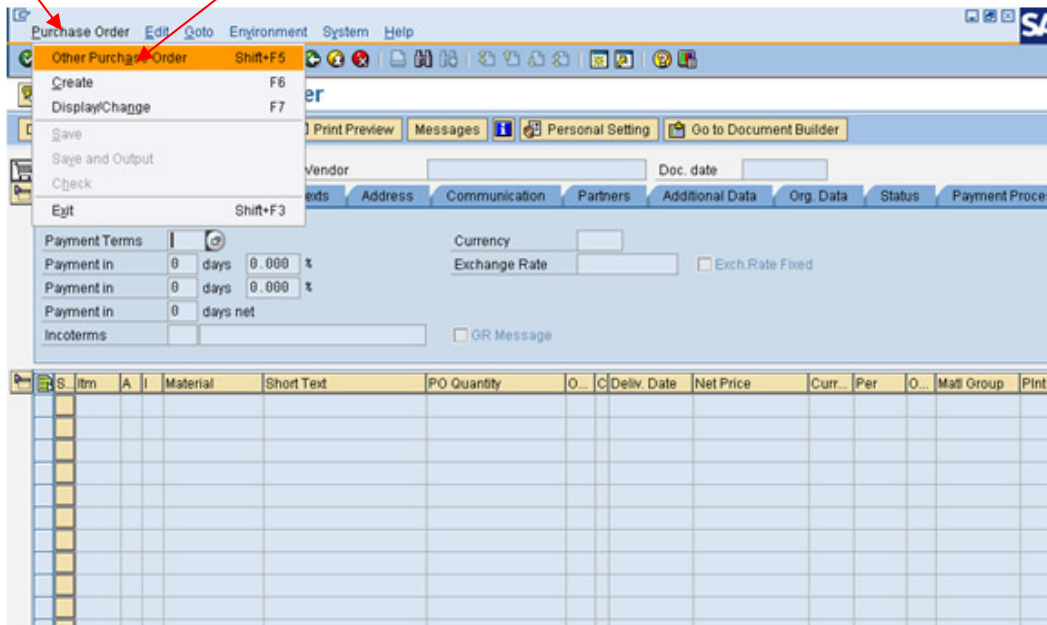 Purchase Order Edit Goto Environment System Help
SA
Other Purchase Order Shift+F5
Create F6
Display/Change F7
Save
Save and Output
Check
Exit Shift+F3
er
Print Preview Messages Personal Setting Go to Document Builder
Vendor Doc. date
exts Address Communication Partners Additional Data Org. Data Status Payment Proce
Payment Terms Currency
Payment in 0 days 0.000 % Exchange Rate Exch.Rate Fixed
Payment in 0 days 0.000 %
Payment in 0 days net
Incoterms GR Message
S... Itm A I Material Short Text PO Quantity O... C Deliv. Date Net Price Curr... Per O... Matl Group Plnt